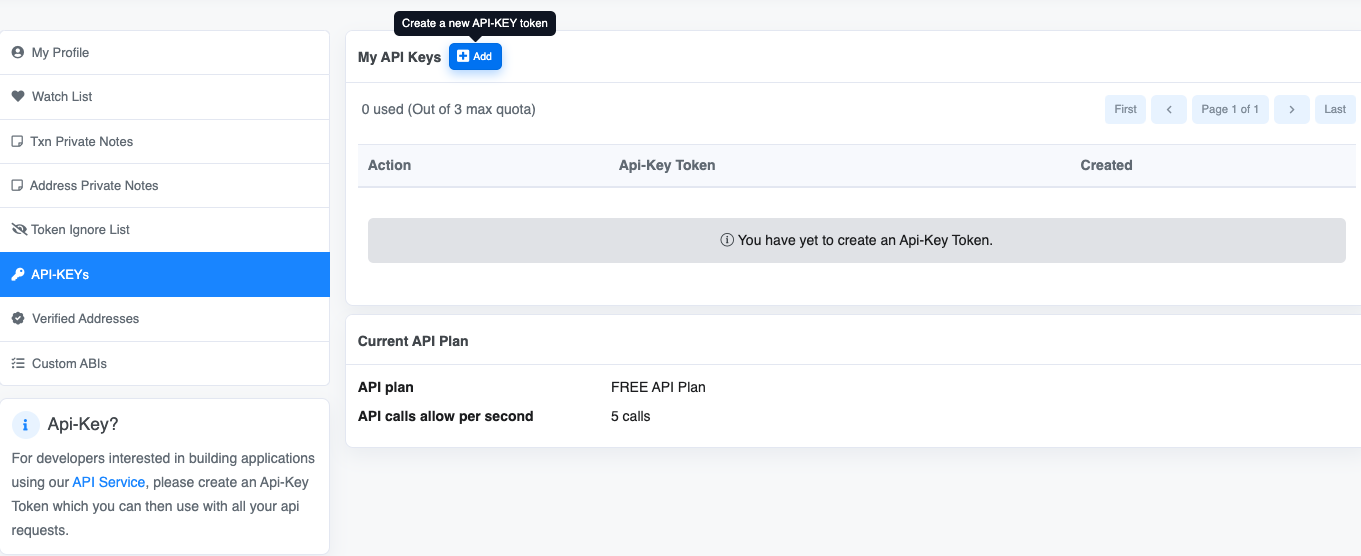 Create a new API-KEY token
My Profile
Watch List
Txn Private Notes
Address Private Notes
Token Ignore List
API-KEYs
Verified Addresses
Custom ABIs
Api-Key?
For developers interested in building applications
using our API Service, please create an Api-Key
Token which you can then use with all your api
requests.
My API Keys Add
0 used (Out of 3 max quota) First Page 1 of 1 Last
Action Api-Key Token Created
You have yet to create an Api-Key Token.
Current API Plan
API plan FREE API Plan
API calls allow per second 5 calls